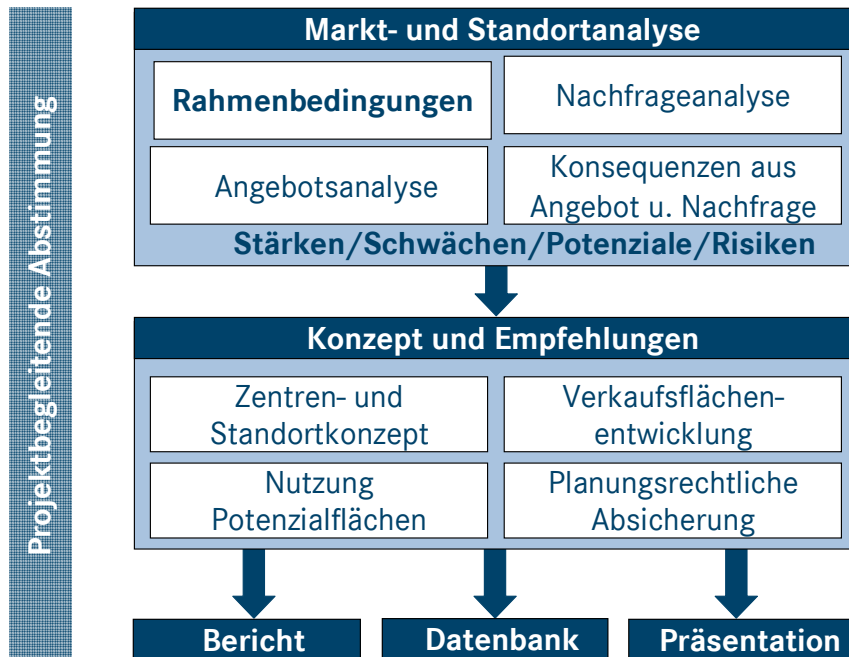 Projektbegleitende Abstimmung
Markt- und Standortanalyse
Rahmenbedingungen
Nachfrageanalyse
Angebotsanalyse
Konsequenzen aus
Angebot u. Nachfrage
Stärken/Schwächen/Potenziale/Risiken
Konzept und Empfehlungen
Zentren- und
Standortkonzept
Verkaufsflächen-
entwicklung
Nutzung
Potenzialflächen
Planungsrechtliche
Absicherung
Bericht
Datenbank
Präsentation